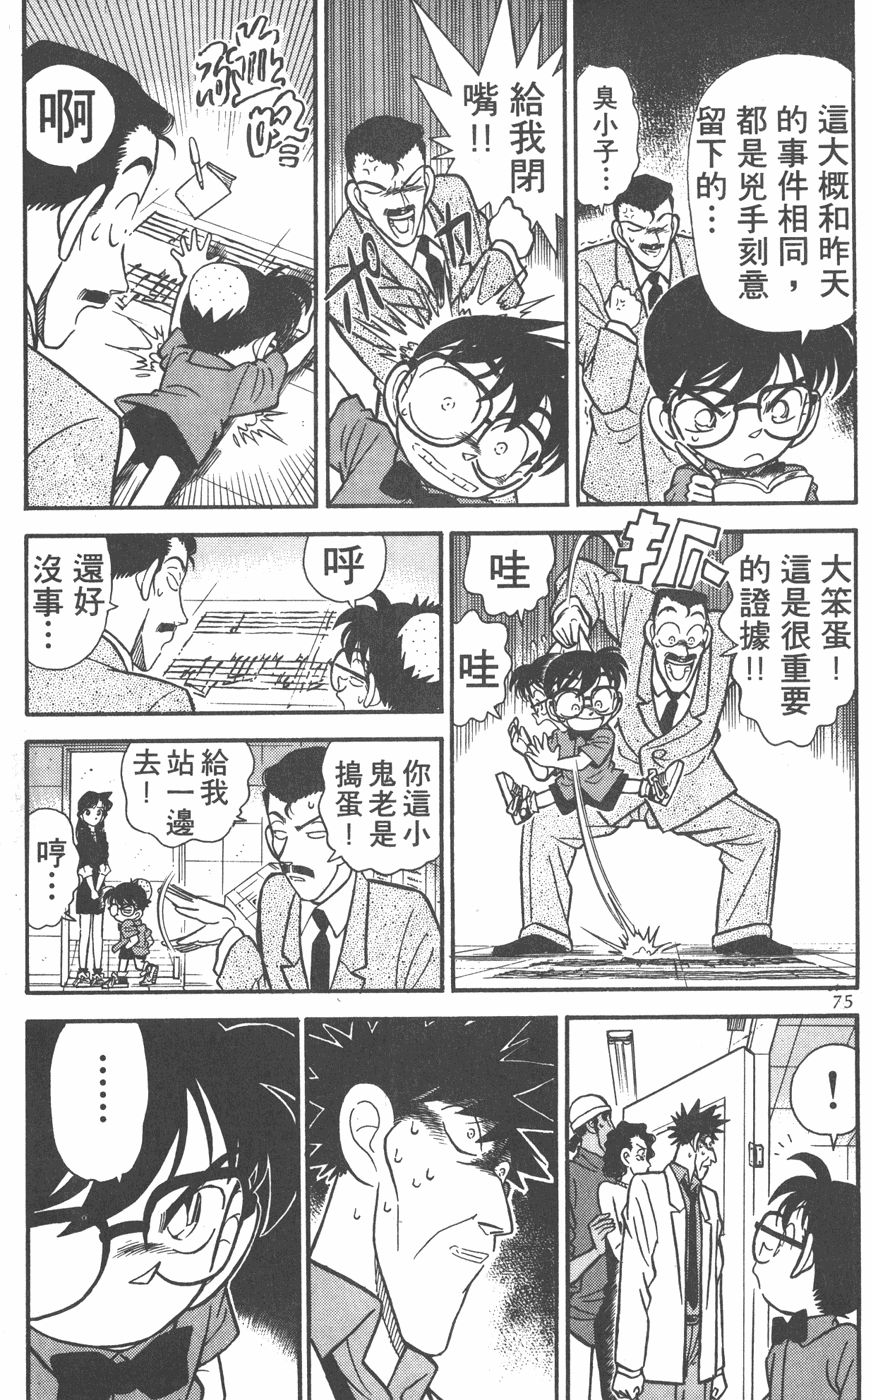 這大概和昨天
的事件相同，
都是兇手刻意
留下的…
臭小子…
給我閉
嘴!!
ポカ
啊
大笨蛋！
這是很重要
的證據!!
哇
哇
呼
還好
沒事…
你這小
鬼老是
搗蛋！
給我
站一邊
去！
哼…
75
！
……